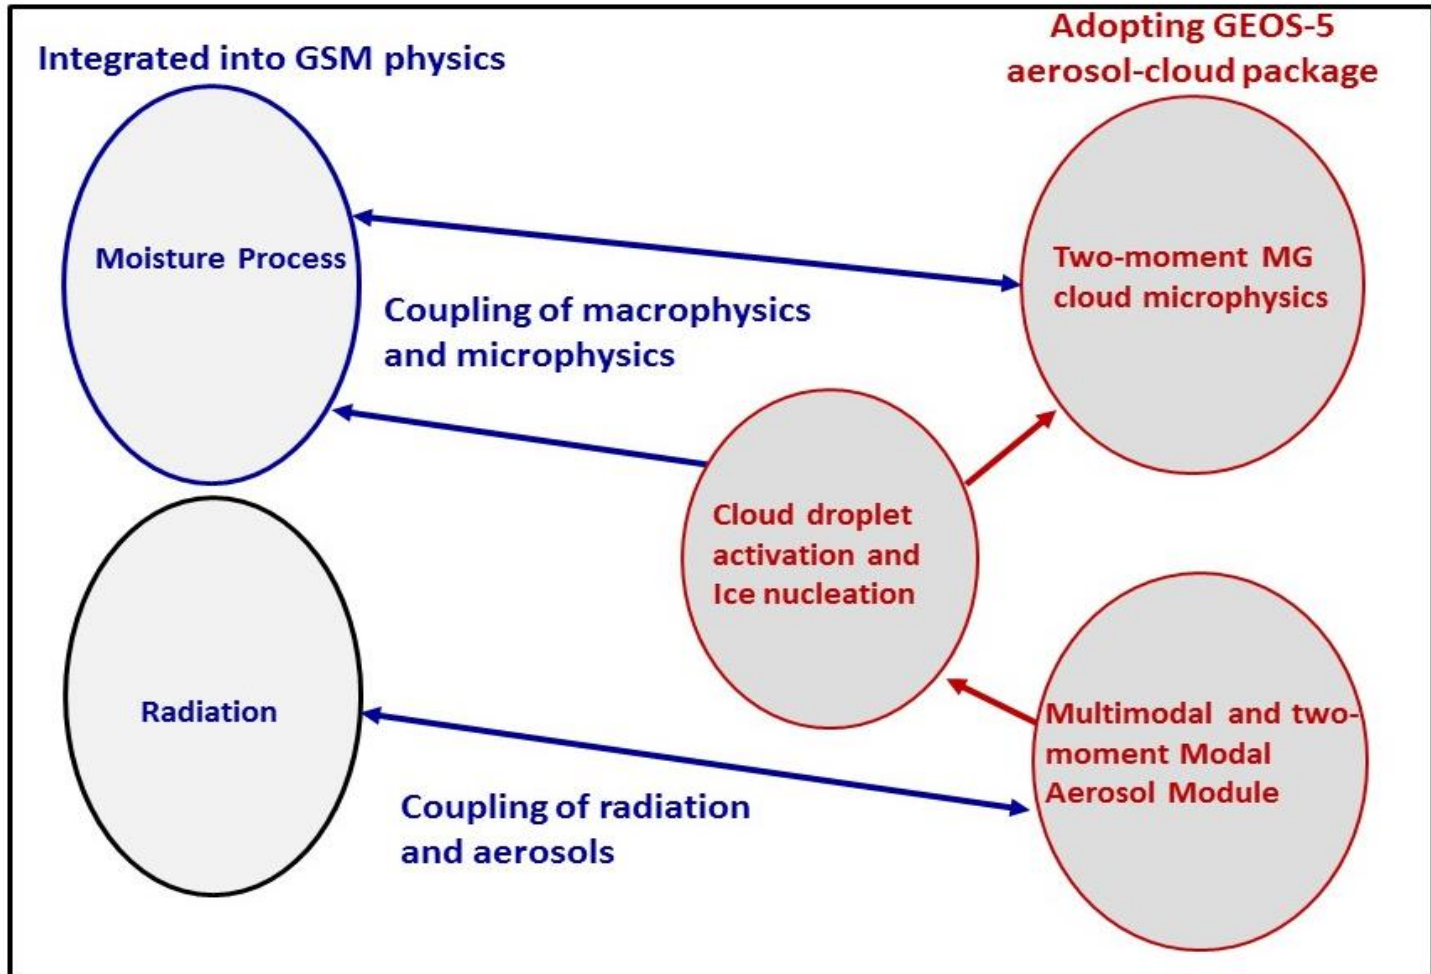 Integrated into GSM physics
Adopting GEOS-5
aerosol-cloud package
Moisture Process
Two-moment MG
cloud microphysics
Coupling of macrophysics
and microphysics
Cloud droplet
activation and
Ice nucleation
Radiation
Multimodal and two-
moment Modal
Aerosol Module
Coupling of radiation
and aerosols